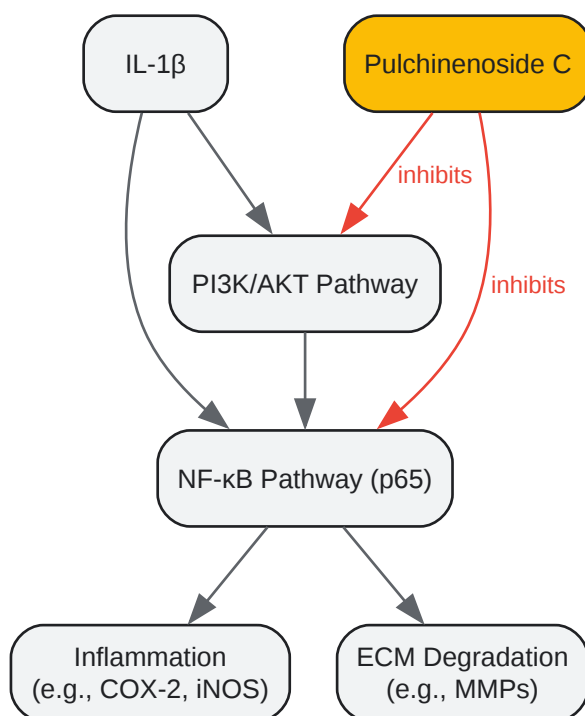 IL-1β
Pulchinenoside C
inhibits
PI3K/AKT Pathway
inhibits
NF-κB Pathway (p65)
Inflammation
(e.g., COX-2, iNOS)
ECM Degradation
(e.g., MMPs)